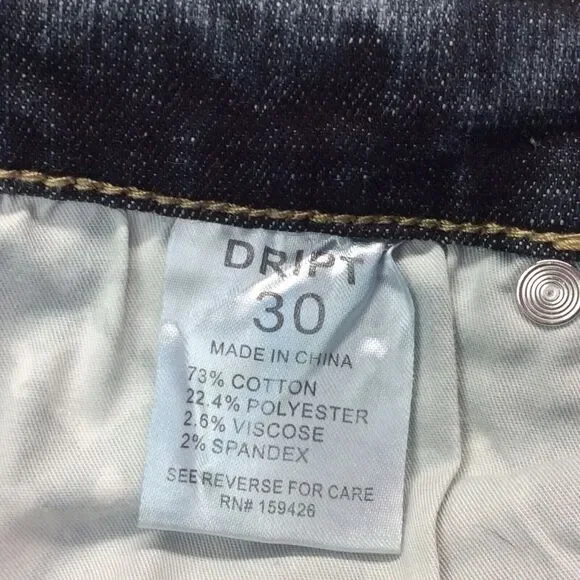 DRIPT
30
MADE IN CHINA
73% COTTON
22.4% POLYESTER
2.6% VISCOSE
2% SPANDEX
SEE REVERSE FOR CARE
RN# 159426